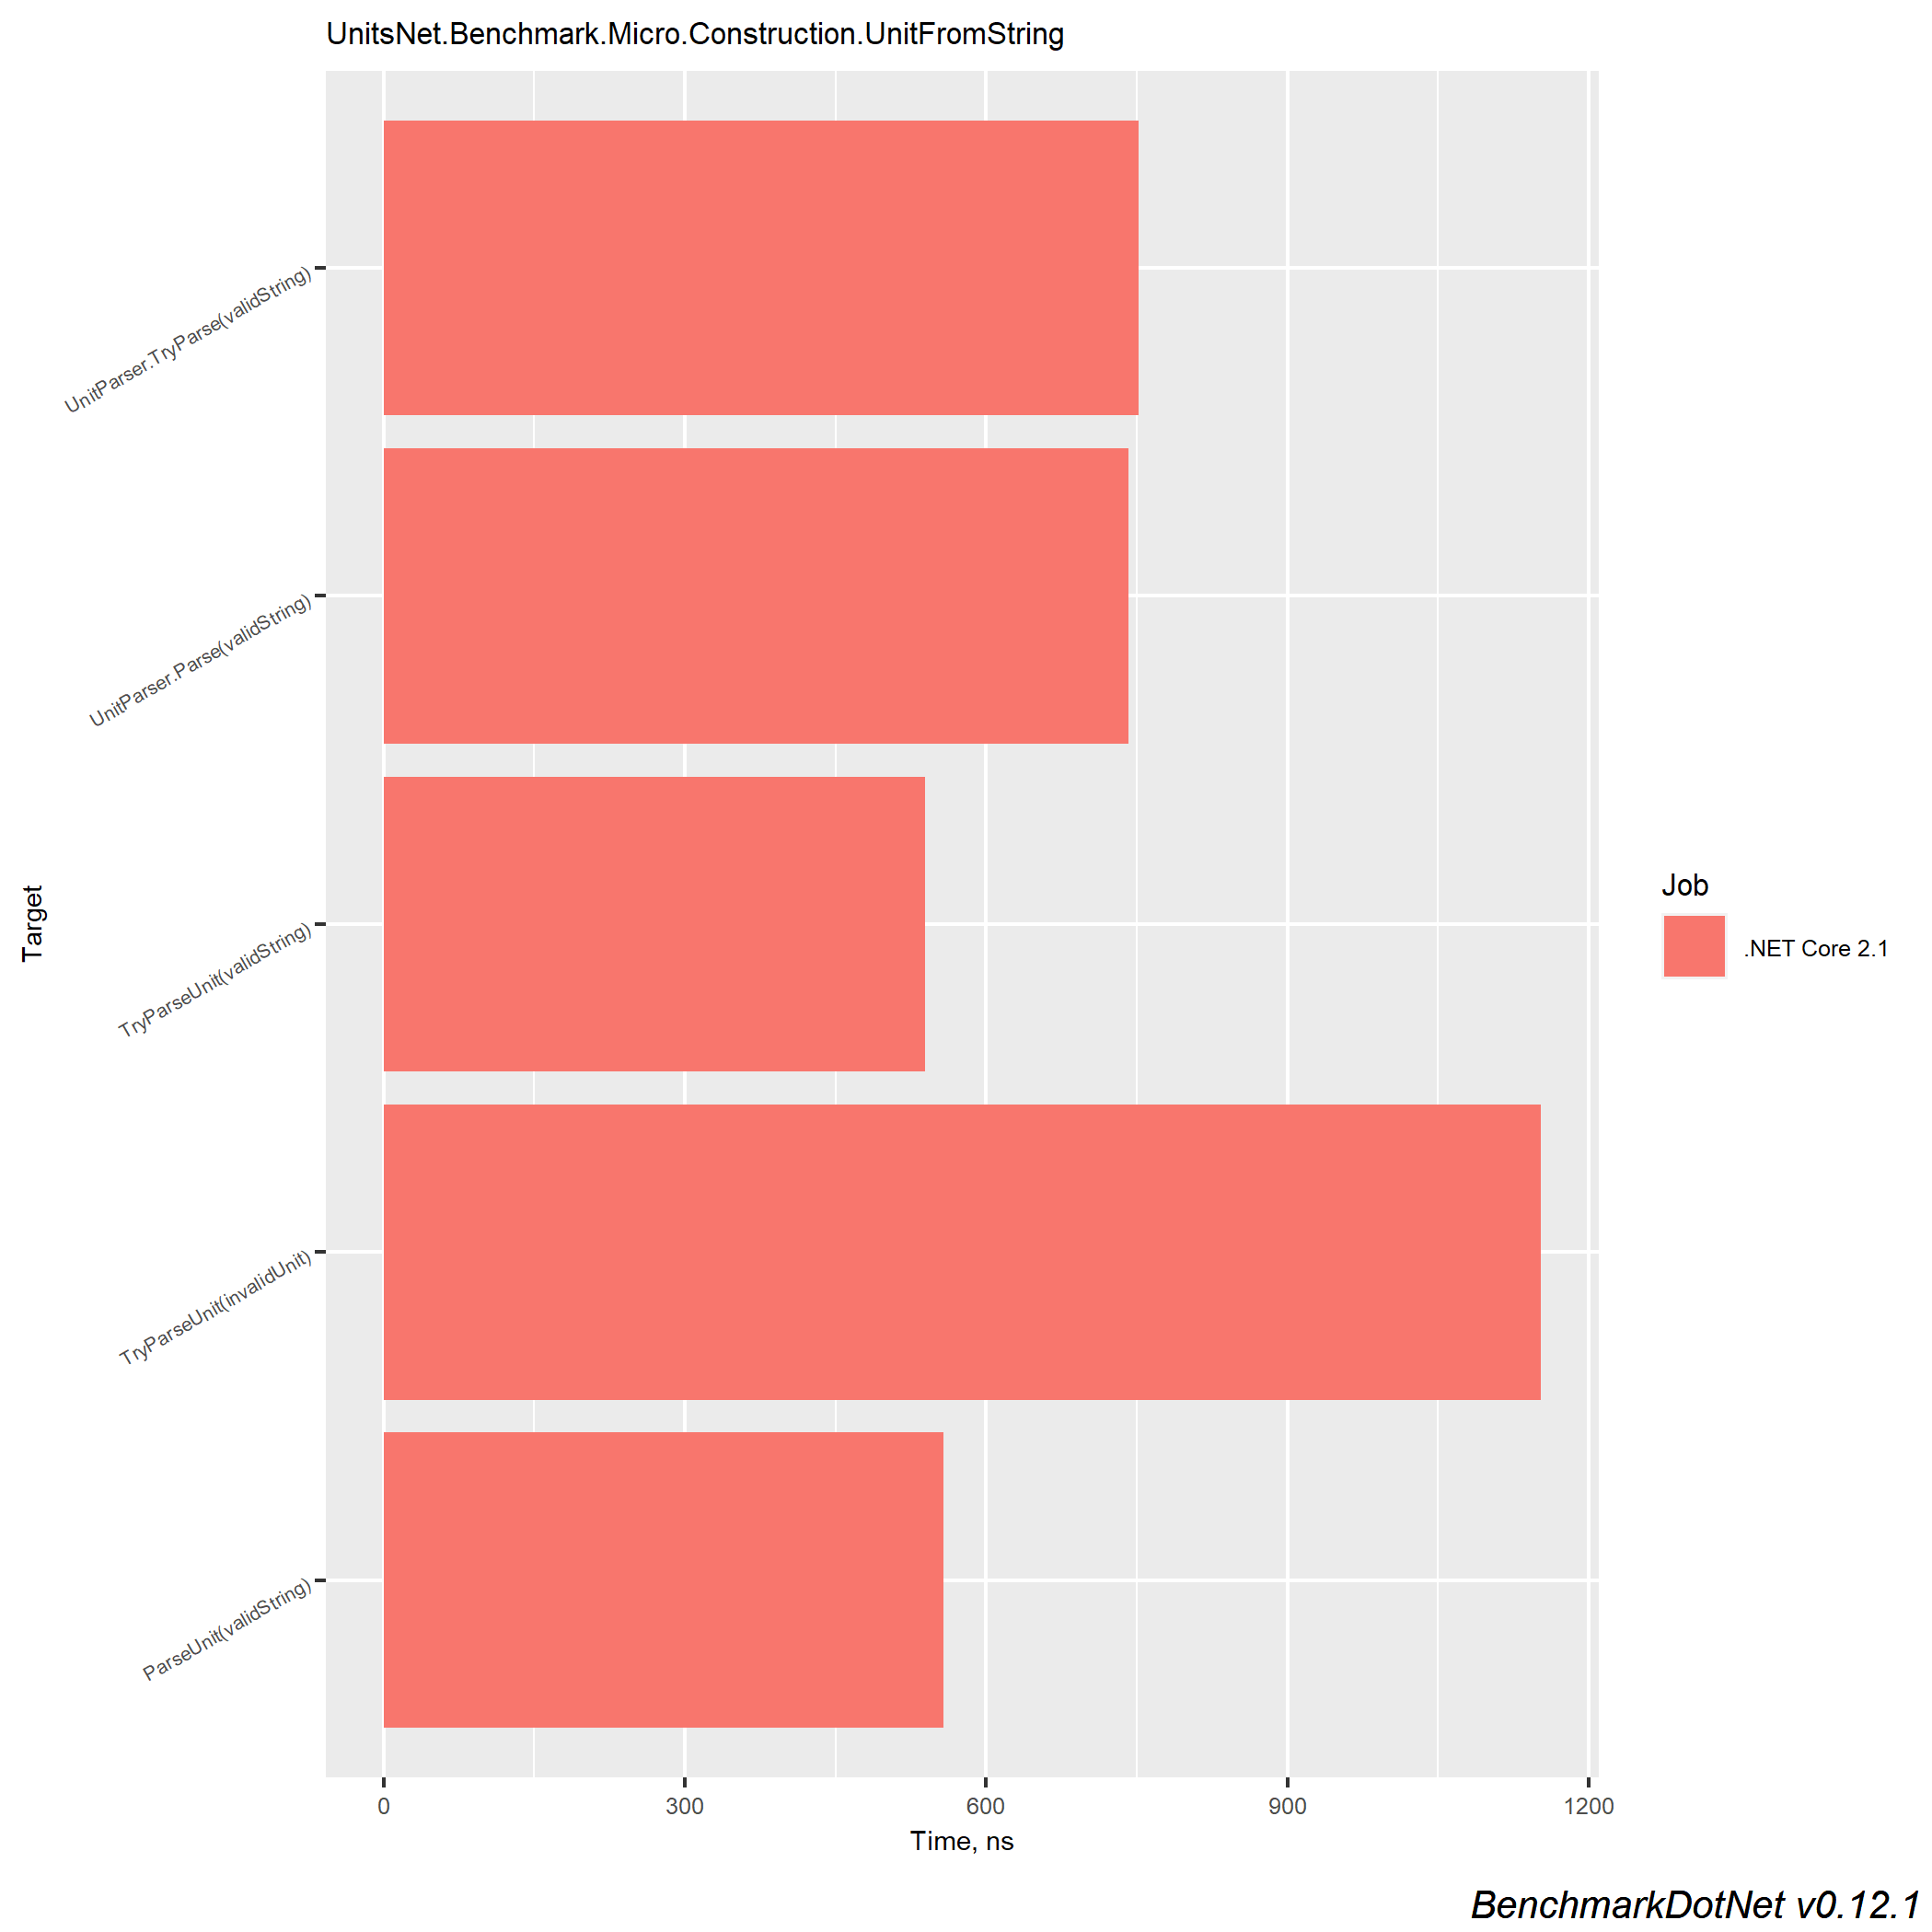 UnitsNet.Benchmark.Micro.Construction.UnitFromString
Target
UnitParser.TryParse(validString)
UnitParser.Parse(validString)
TryParseUnit(validString)
TryParseUnit(invalidUnit)
ParseUnit(validString)
0 300 600 900 1200
Time, ns
Job
.NET Core 2.1
BenchmarkDotNet v0.12.1